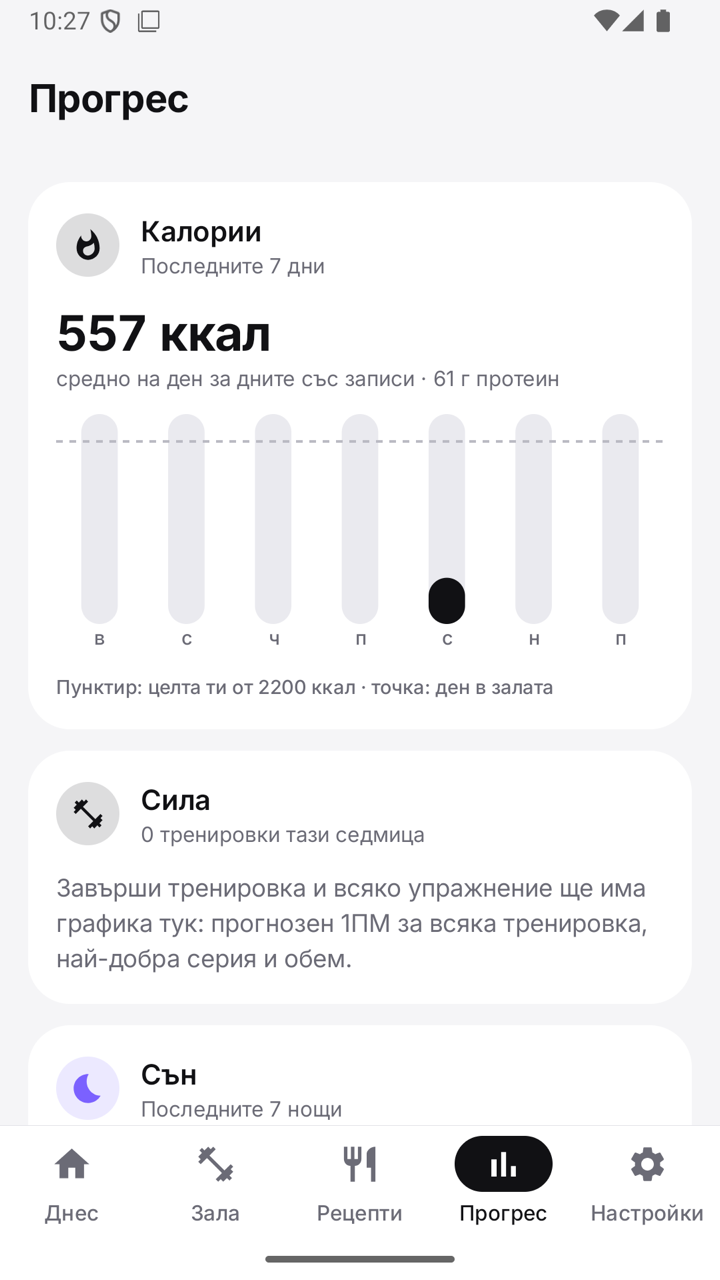 10:27
Прогрес
Калории
Последните 7 дни
557 ккал
средно на ден за дните със записи · 61 г протеин
в с ч п с н п
Пунктир: целта ти от 2200 ккал · точка: ден в залата
Сила
0 тренировки тази седмица
Завърши тренировка и всяко упражнение ще има
графика тук: прогнозен 1ПМ за всяка тренировка,
най-добра серия и обем.
Сън
Последните 7 нощи
Днес Зала Рецепти Прогрес Настройки